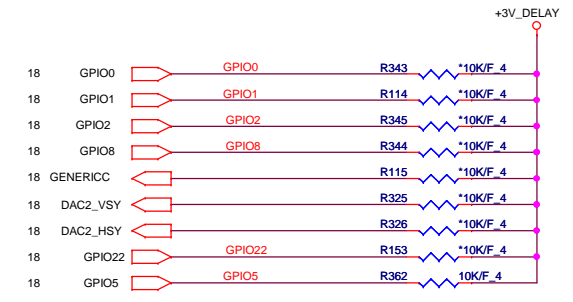 +3V_DELAY
18 GPIO0 GPIO0 R343 *10K/F_4
18 GPIO1 GPIO1 R114 *10K/F_4
18 GPIO2 GPIO2 R345 *10K/F_4
18 GPIO8 GPIO8 R344 *10K/F_4
18 GENERICC R115 *10K/F_4
18 DAC2_VSY R325 *10K/F_4
18 DAC2_HSY R326 *10K/F_4
18 GPIO22 GPIO22 R153 *10K/F_4
18 GPIO5 GPIO5 R362 10K/F_4